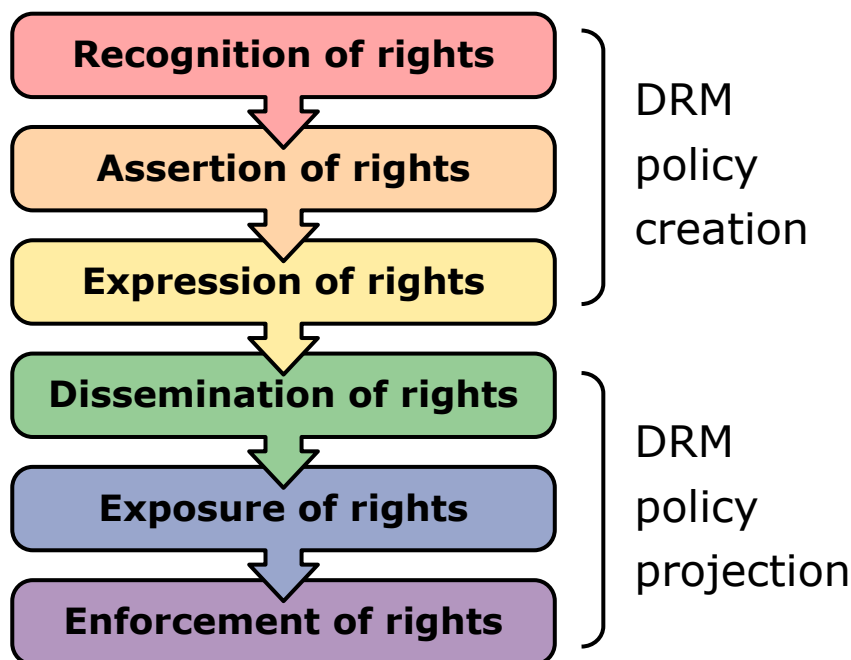 Recognition of rights
Assertion of rights
Expression of rights
DRM
policy
creation
Dissemination of rights
Exposure of rights
Enforcement of rights
DRM
policy
projection